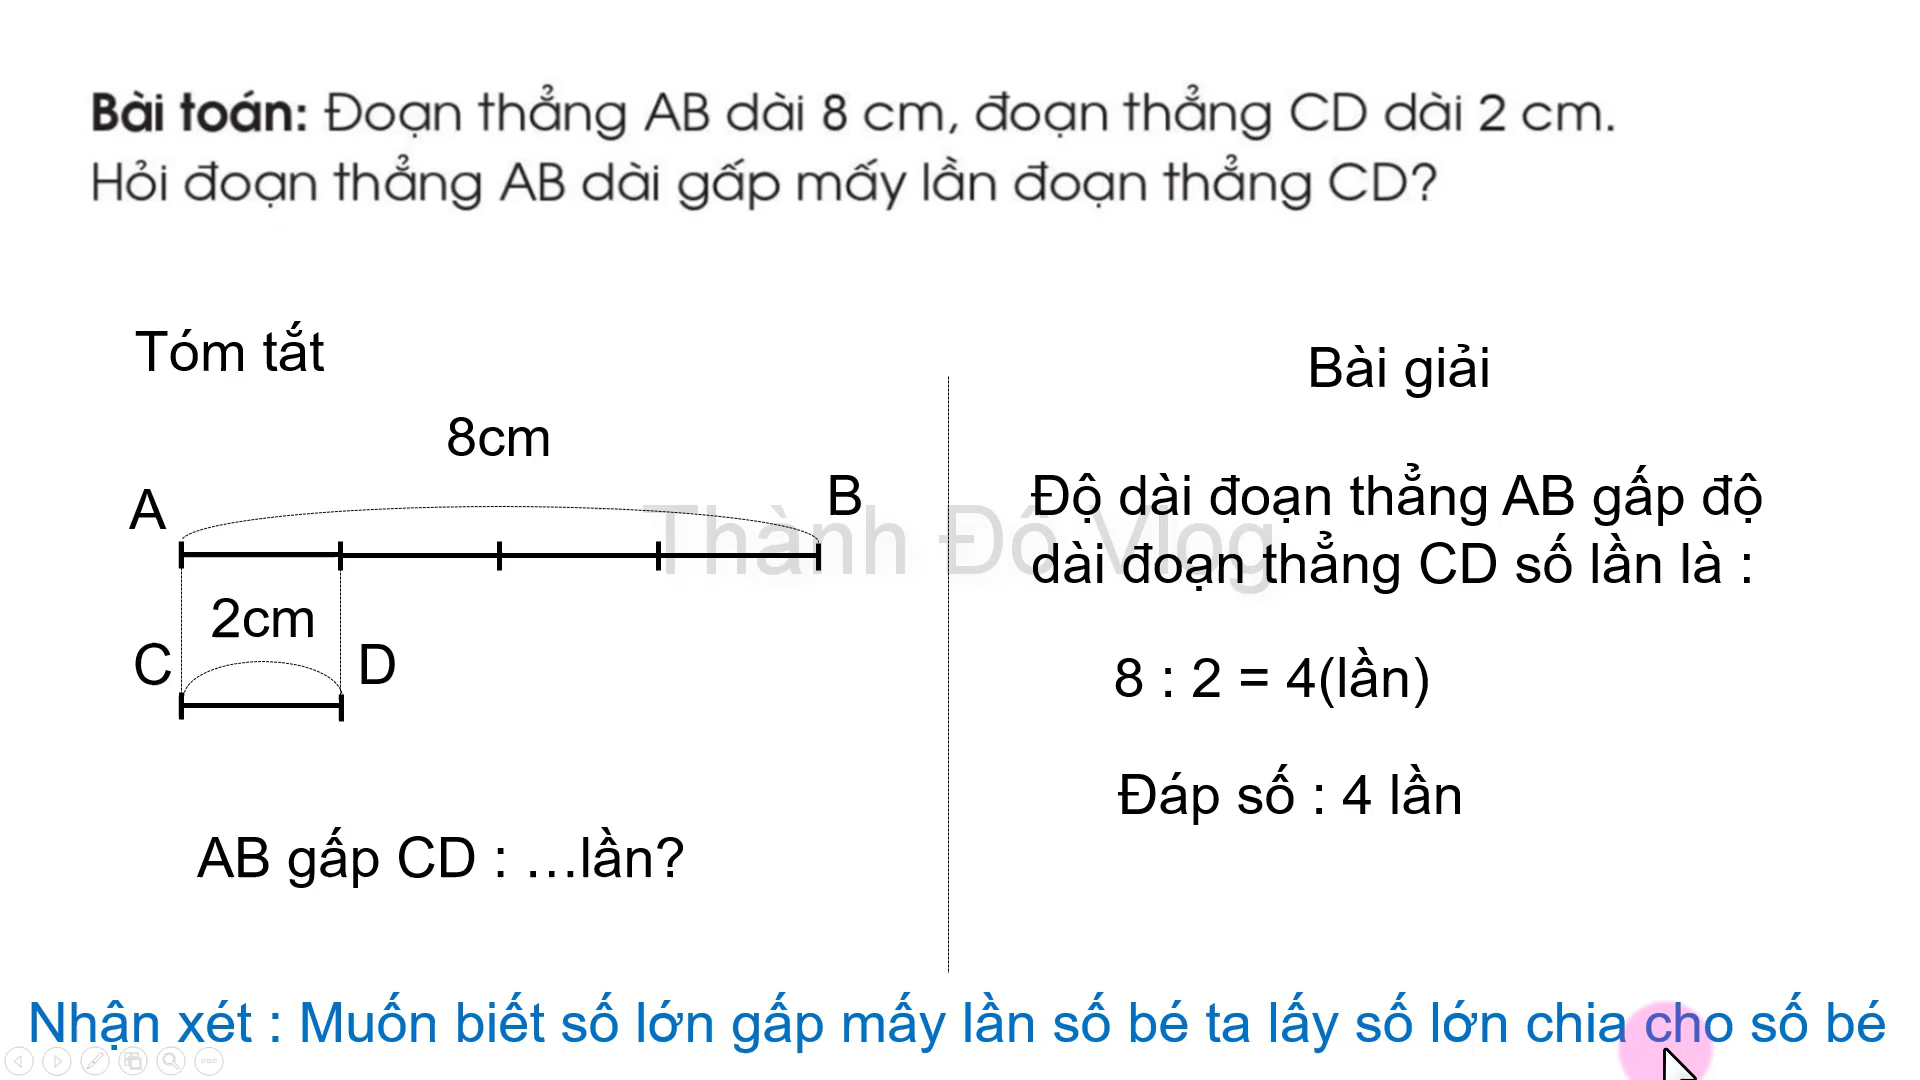 Bài toán: Đoạn thẳng AB dài 8 cm, đoạn thẳng CD dài 2 cm.
Hỏi đoạn thẳng AB dài gấp mấy lần đoạn thẳng CD?
Tóm tắt
8cm
A
B
2cm
C
D
AB gấp CD : ...lần?
Bài giải
Độ dài đoạn thẳng AB gấp độ
dài đoạn thẳng CD số lần là :
8 : 2 = 4(lần)
Đáp số : 4 lần
Thành Đô Vlog
Nhận xét : Muốn biết số lớn gấp mấy lần số bé ta lấy số lớn chia cho số bé